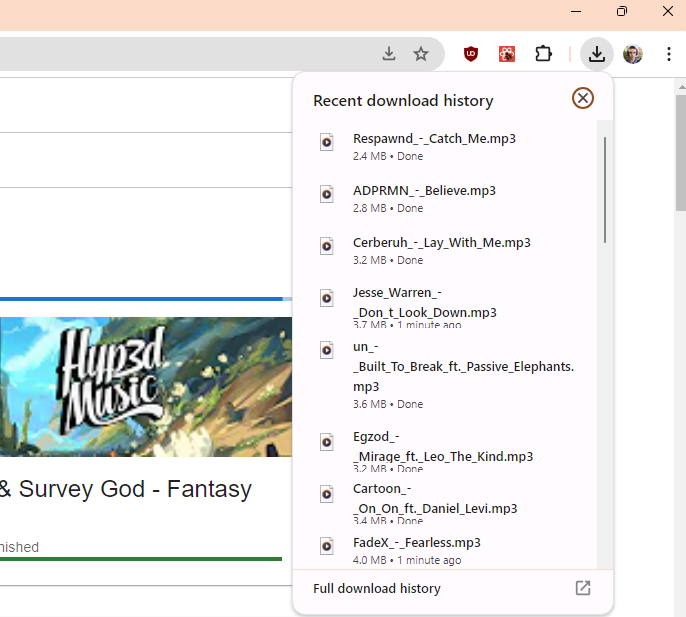 Recent download history
Respawnd_-_Catch_Me.mp3
2.4 MB • Done
ADPRMN_-_Believe.mp3
2.8 MB • Done
Cerberuh_-_Lay_With_Me.mp3
3.2 MB • Done
Jesse_Warren_-
_Don_t_Look_Down.mp3
3.7 MB • 1 minute ago
un_-
_Built_To_Break_ft._Passive_Elephants.
mp3
3.6 MB • Done
Egzod_-
_Mirage_ft._Leo_The_Kind.mp3
3.2 MB • Done
Cartoon_-
_On_On_ft._Daniel_Levi.mp3
3.4 MB • Done
FadeX_-_Fearless.mp3
4.0 MB • 1 minute ago
Full download history
Hyp3d
Music
& Survey God - Fantasy
nished